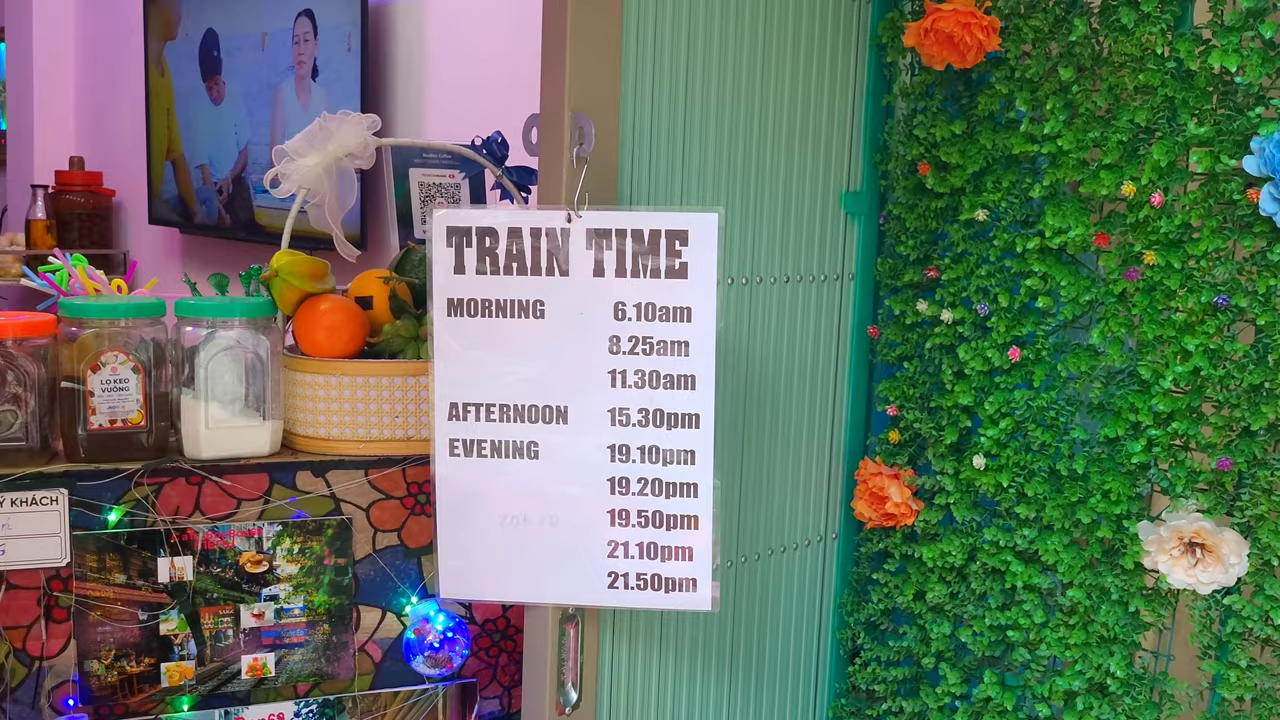 TRAIN TIME
MORNING 6.10am
8.25am
11.30am
AFTERNOON 15.30pm
EVENING 19.10pm
19.20pm
19.50pm
21.10pm
21.50pm
LỌ KEO
VUÔNG
Ý KHÁCH